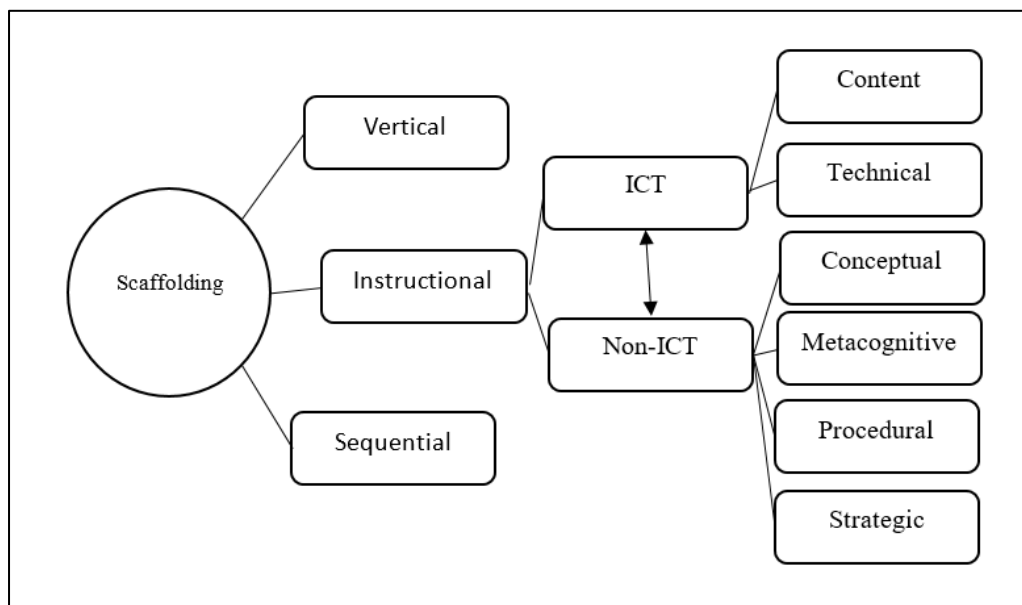 Scaffolding
Vertical
Instructional
Sequential
ICT
Non-ICT
Content
Technical
Conceptual
Metacognitive
Procedural
Strategic